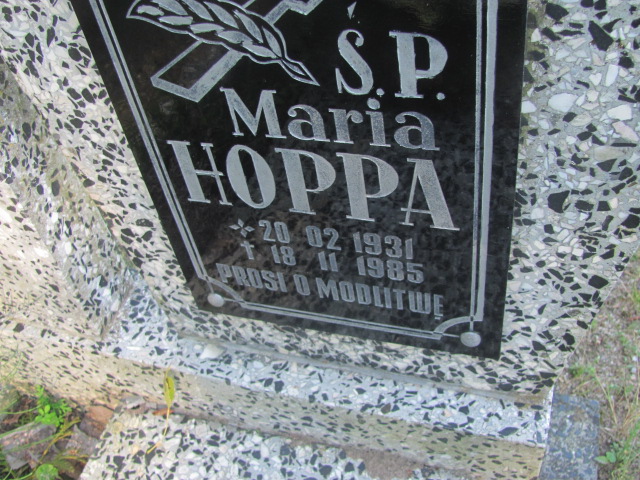 Ś.P.
Maria
HOPPA
20 02 1931
18 11 1985
PROSI O MODLITWĘ